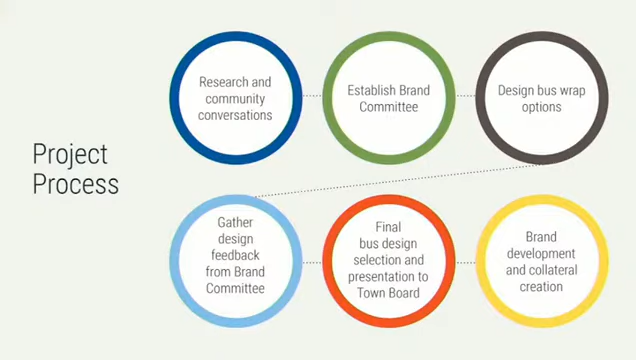 Project
Process
Research and
community
conversations
Establish Brand
Committee
Design bus wrap
options
Gather
design
feedback
from Brand
Committee
Final
bus design
selection and
presentation to
Town Board
Brand
development
and collateral
creation